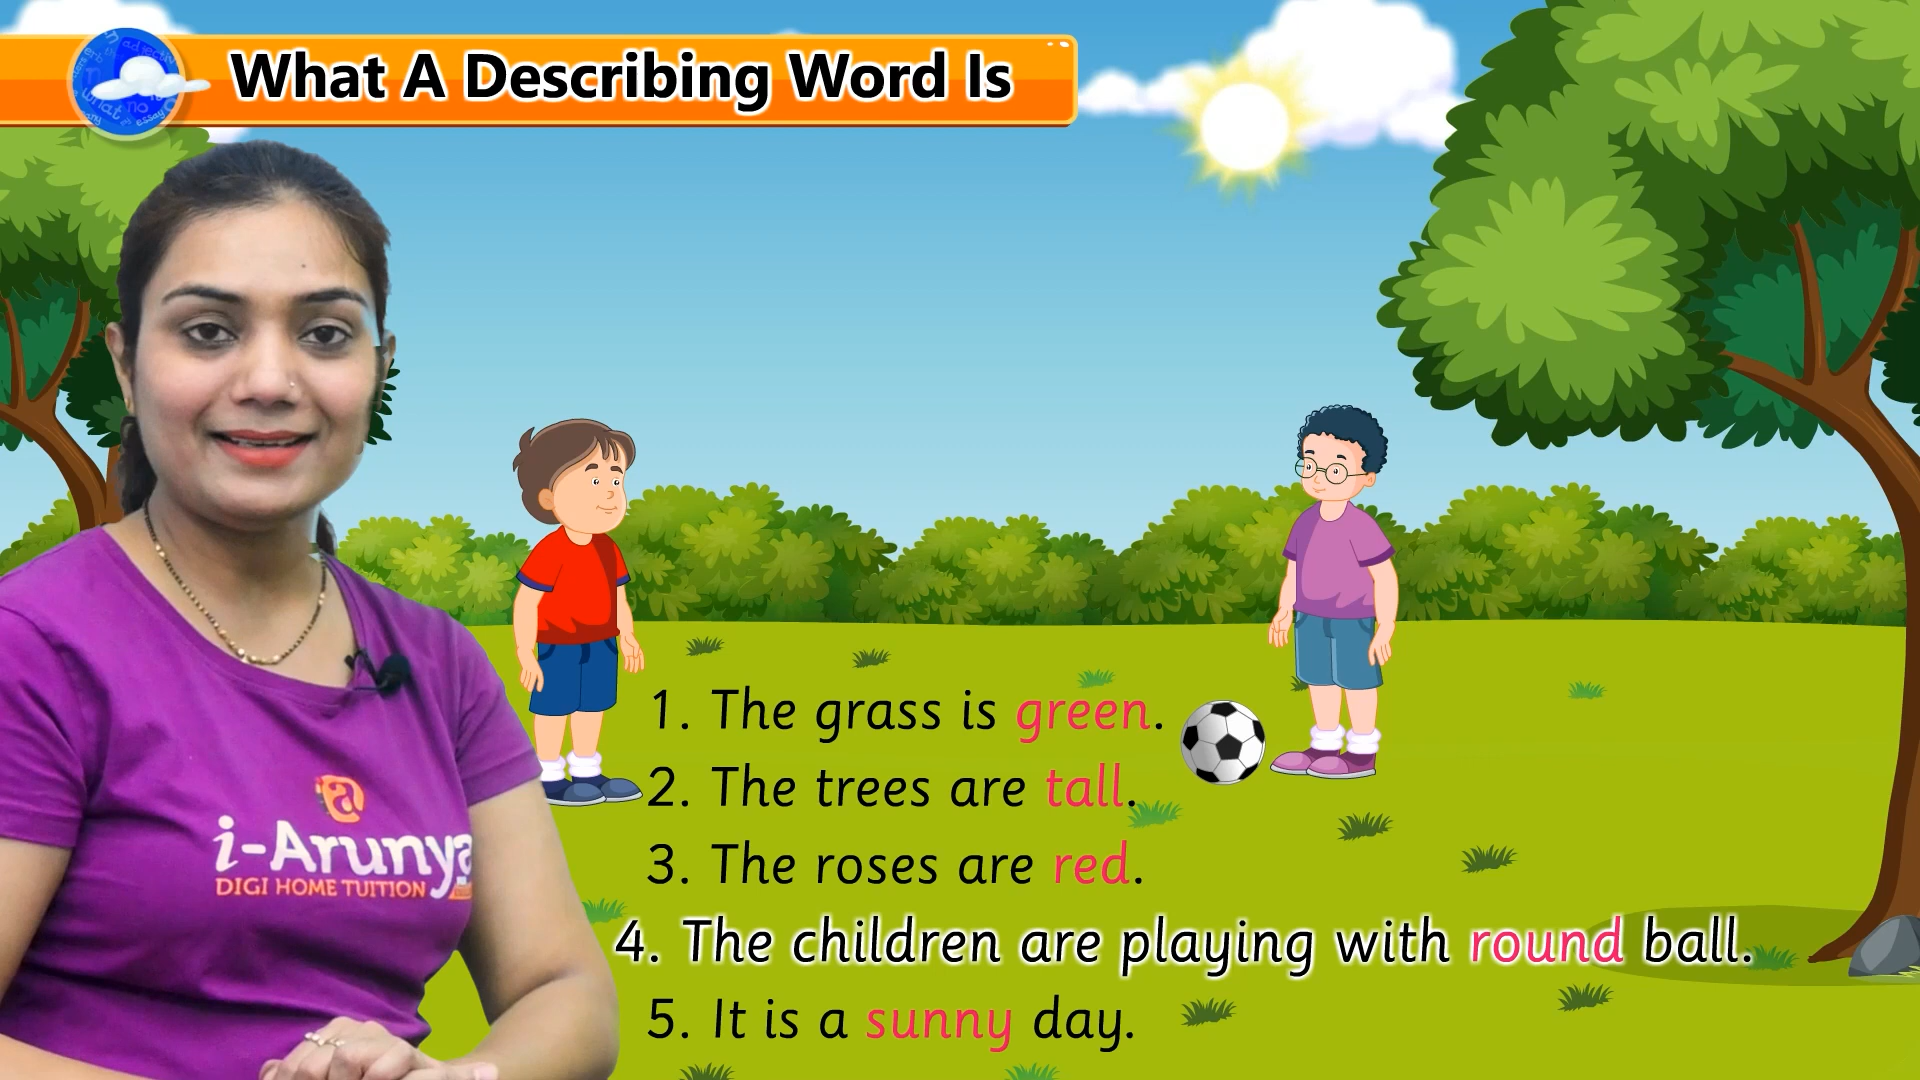 What A Describing Word Is
i-Arunya
DIGI HOME TUITION
1. The grass is green.
2. The trees are tall.
3. The roses are red.
4. The children are playing with round ball.
5. It is a sunny day.